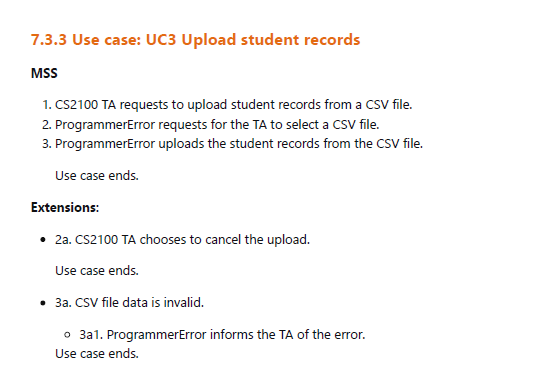 7.3.3 Use case: UC3 Upload student records
MSS
1. CS2100 TA requests to upload student records from a CSV file.
2. ProgrammerError requests for the TA to select a CSV file.
3. ProgrammerError uploads the student records from the CSV file.
Use case ends.
Extensions:
• 2a. CS2100 TA chooses to cancel the upload.
Use case ends.
• 3a. CSV file data is invalid.
◦ 3a1. ProgrammerError informs the TA of the error.
Use case ends.